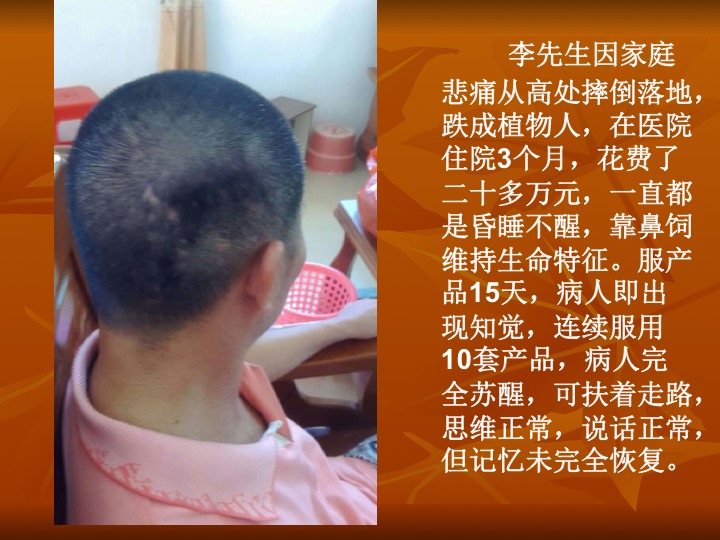 李先生因家庭
悲痛从高处摔倒落地，
跌成植物人，在医院
住院3个月，花费了
二十多万元，一直都
是昏睡不醒，靠鼻饲
维持生命特征。服产
品15天，病人即出
现知觉，连续服用
10套产品，病人完
全苏醒，可扶着走路，
思维正常，说话正常，
但记忆未完全恢复。